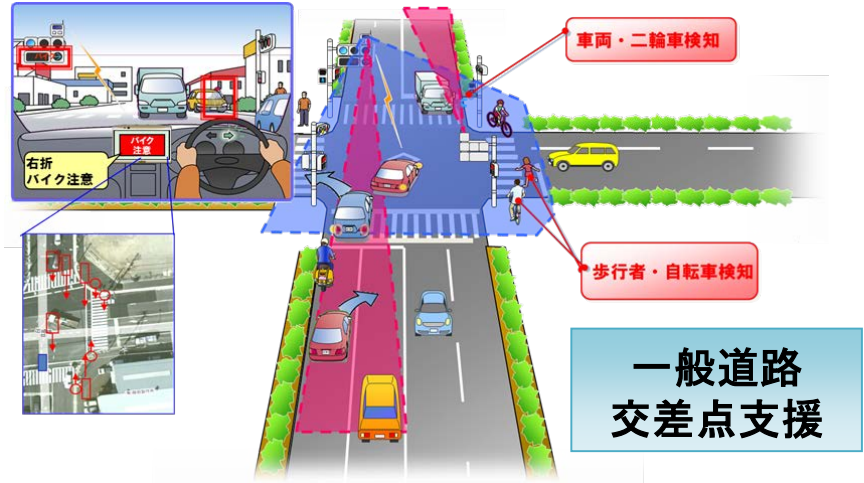 車両・二輪車検知
バイク
注意
右折
バイク注意
歩行者・自転車検知
一般道路
交差点支援